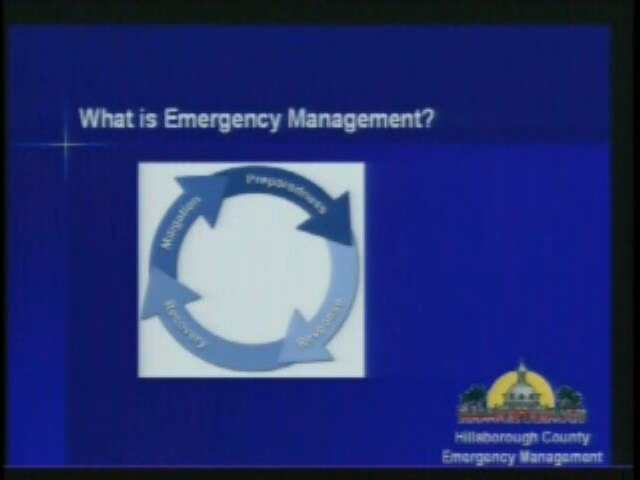 What is Emergency Management?
Preparedness
Mitigation
Response
Recovery
Hillsborough County
Emergency Management